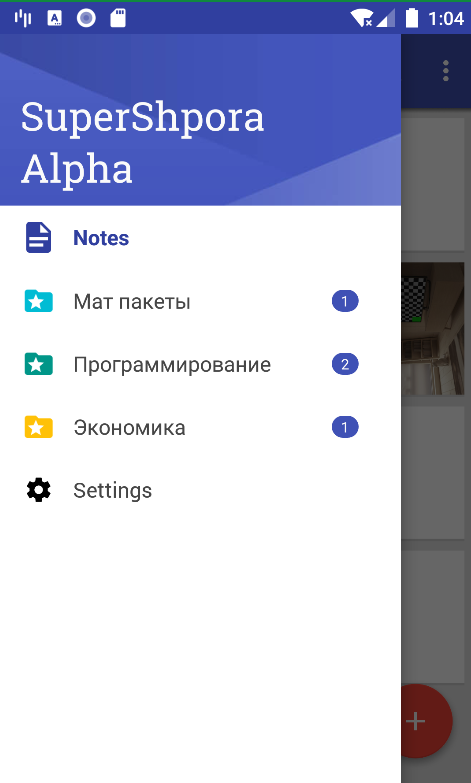 1:04
SuperShpora
Alpha
Notes
Мат пакеты 1
Программирование 2
Экономика 1
Settings